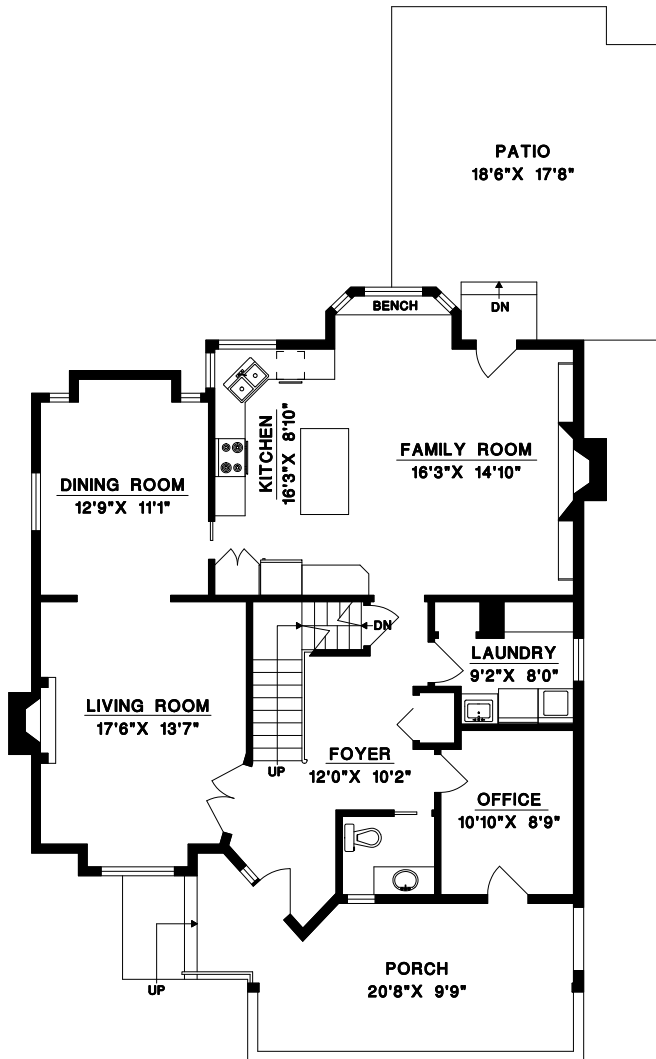 PATIO
18'6"X 17'8"
BENCH
DN
KITCHEN
16'3"X 8'10"
FAMILY ROOM
16'3"X 14'10"
DINING ROOM
12'9"X 11'1"
DN
LAUNDRY
9'2"X 8'0"
LIVING ROOM
17'6"X 13'7"
UP
FOYER
12'0"X 10'2"
OFFICE
10'10"X 8'9"
UP
PORCH
20'8"X 9'9"